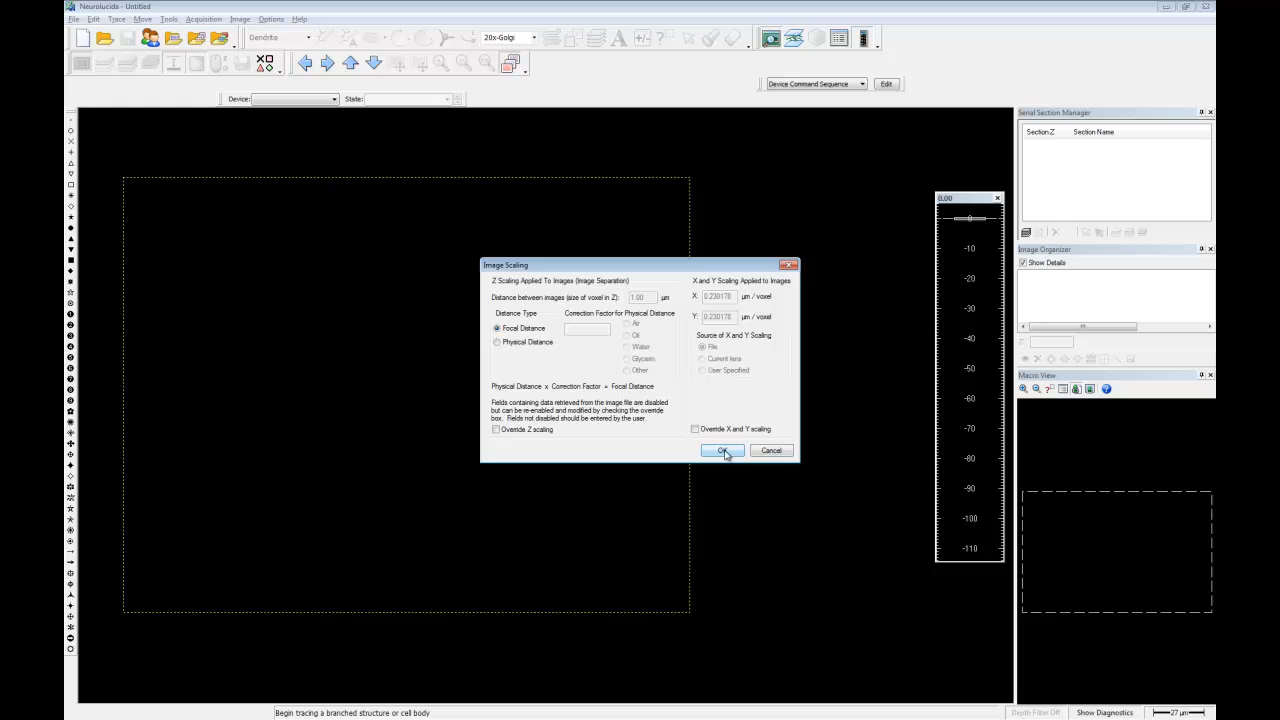 Neurolucida - Untitled
File Edit Trace Move Tools Acquisition Image Options Help
Dendrite 20x-Golgi
Device Command Sequence Edit
Device: State:
Serial Section Manager
Section Z Section Name
0.00
0
-10
-20
-30
-40
-50
-60
-70
-80
-90
-100
-110
Image Organizer
Show Details
Z:
Macro View
Image Scaling
Z Scaling Applied To Images (Image Separation)
Distance between images (size of voxel in Z): 1.00 µm
Distance Type
Focal Distance
Physical Distance
Correction Factor for Physical Distance
Air
Oil
Water
Glycerin
Other
Physical Distance x Correction Factor = Focal Distance
Fields containing data retrieved from the image file are disabled
but can be re-enabled and modified by checking the override
box. Fields not disabled should be entered by the user.
Override Z scaling
X and Y Scaling Applied to Images
X: 0.230178 µm / voxel
Y: 0.230178 µm / voxel
Source of X and Y Scaling
File
Current lens
User Specified
Override X and Y scaling
OK Cancel
Begin tracing a branched structure or cell body
Depth Filter Off Show Diagnostics 27 µm